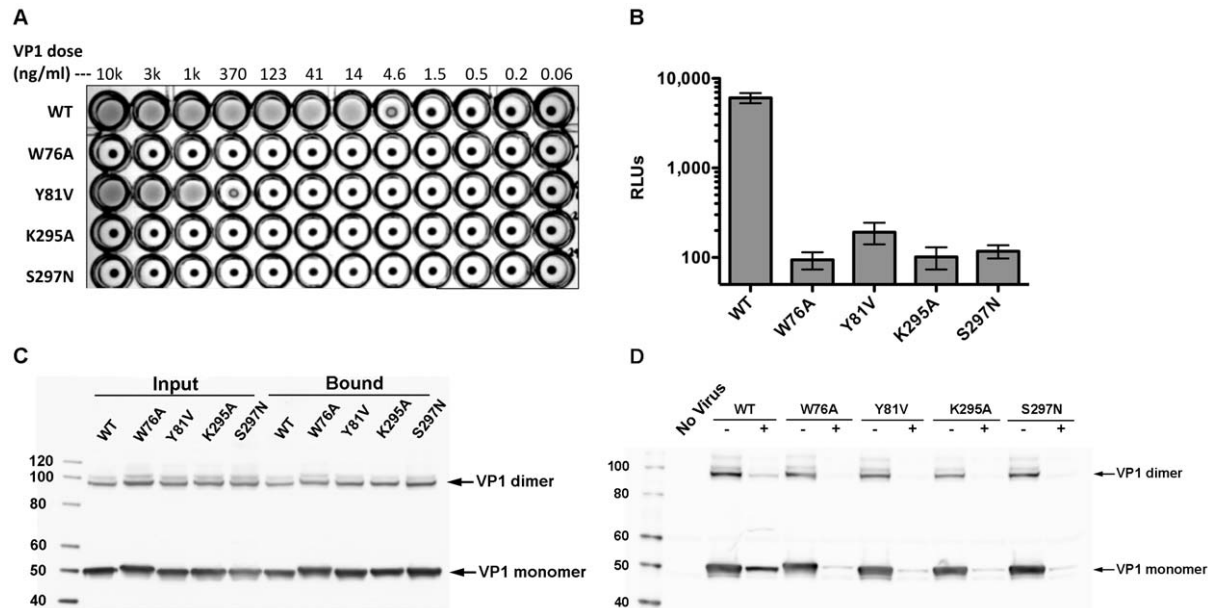 A
VP1 dose
(ng/ml) --- 10k 3k 1k 370 123 41 14 4.6 1.5 0.5 0.2 0.06
WT
W76A
Y81V
K295A
S297N
B
RLUs
10,000
1,000
100
WT W76A Y81V K295A S297N
C
Input Bound
WT W76A Y81V K295A S297N WT W76A Y81V K295A S297N
120
100
80
60
50
40
VP1 dimer
VP1 monomer
D
No Virus WT W76A Y81V K295A S297N
- + - + - + - + - +
100
80
60
50
40
VP1 dimer
VP1 monomer